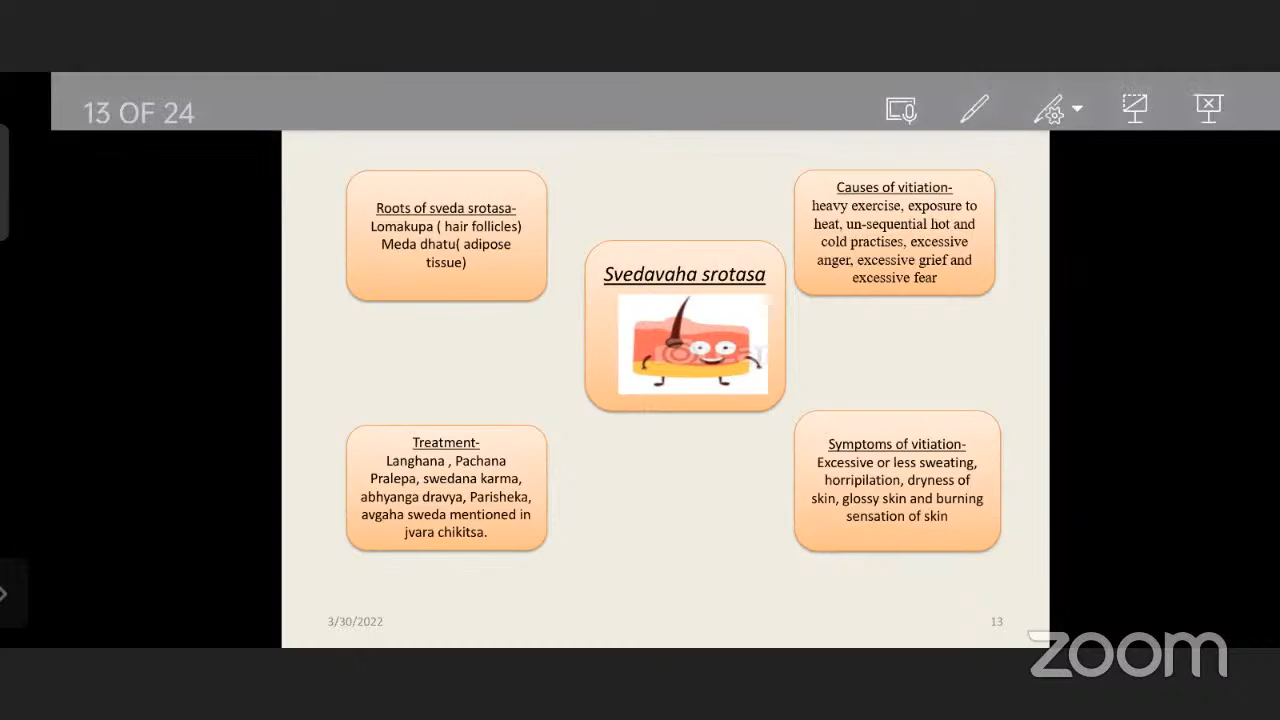 13 OF 24
Roots of sveda srotasa-
Lomakupa ( hair follicles)
Meda dhatu( adipose
tissue)
Causes of vitiation-
heavy exercise, exposure to
heat, un-sequential hot and
cold practises, excessive
anger, excessive grief and
excessive fear
Svedavaha srotasa
Treatment-
Langhana , Pachana
Pralepa, swedana karma,
abhyanga dravya, Parisheka,
avgaha sweda mentioned in
jvara chikitsa.
Symptoms of vitiation-
Excessive or less sweating,
horripilation, dryness of
skin, glossy skin and burning
sensation of skin
3/30/2022
13
zoom